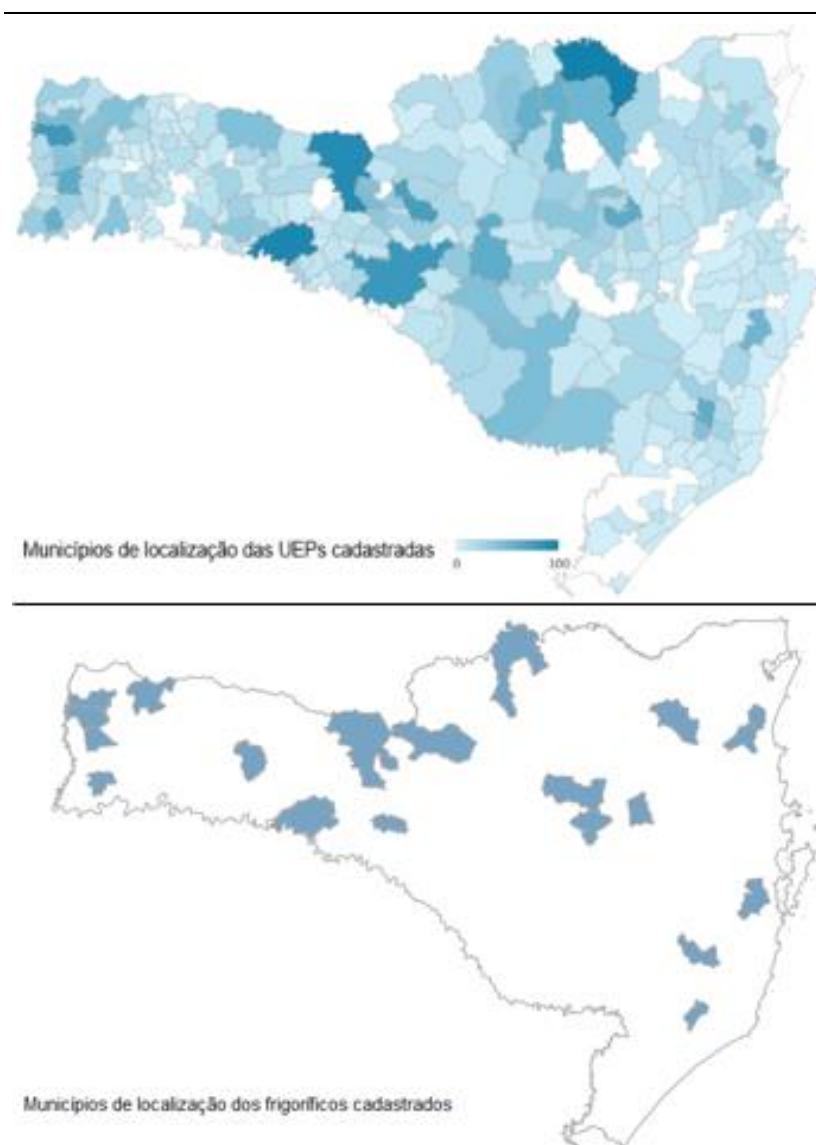 Municípios de localização das UEPs cadastradas
0 100
Municípios de localização dos frigoríficos cadastrados